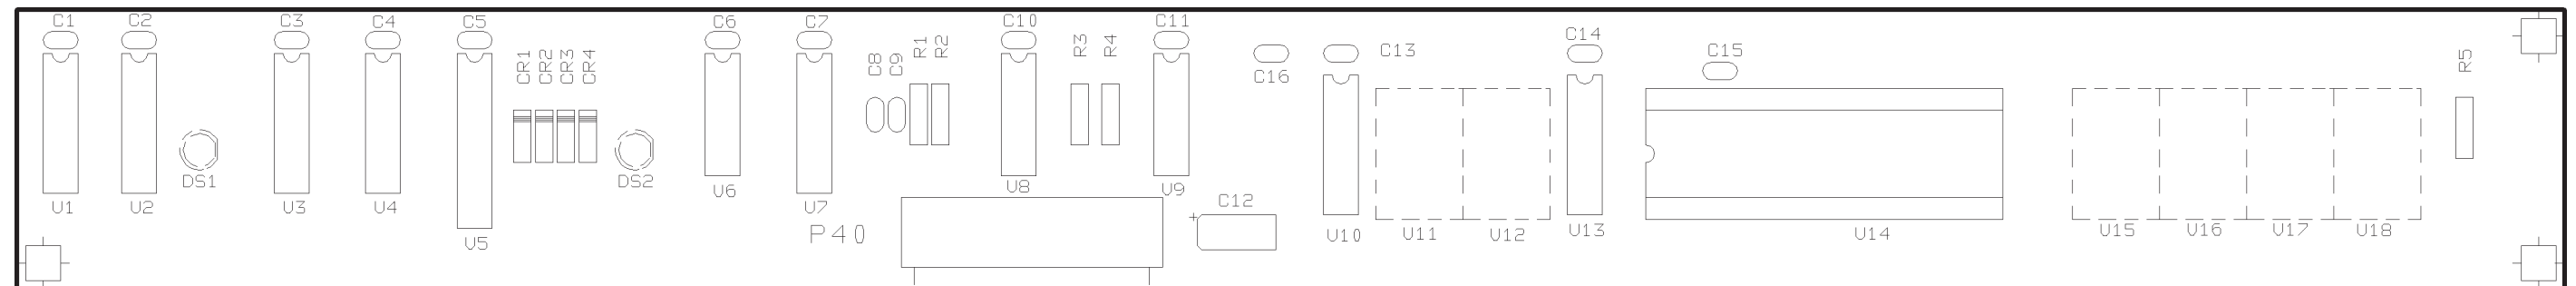 C1 C2 C3 C4 C5 C6 C7 C10 C11
C14
C8 C9 R1 R2 R3 R4 C13 C15 R5
CR1 CR2 CR3 CR4 C16
DS1 DS2 U6 U8 U9
U1 U2 U3 U4 U7 C12
U5 P40 U10 U11 U12 U13 U14 U15 U16 U17 U18
+